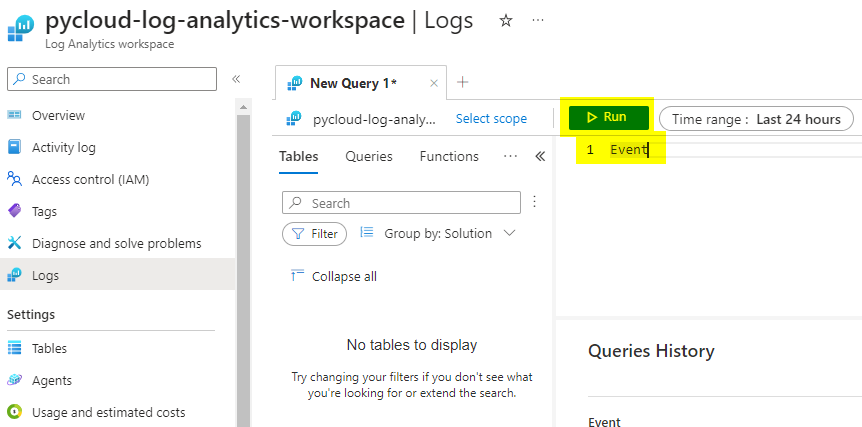 pycloud-log-analytics-workspace | Logs ☆ ···
Log Analytics workspace
Search «
Overview
Activity log
Access control (IAM)
Tags
Diagnose and solve problems
Logs
Settings
Tables
Agents
Usage and estimated costs
New Query 1* × +
pycloud-log-analy... Select scope Run Time range : Last 24 hours
Tables Queries Functions ··· «
1 Event
Search
Filter Group by: Solution
Collapse all
No tables to display
Try changing your filters if you don't see what
you're looking for or extend the search.
Queries History
Event